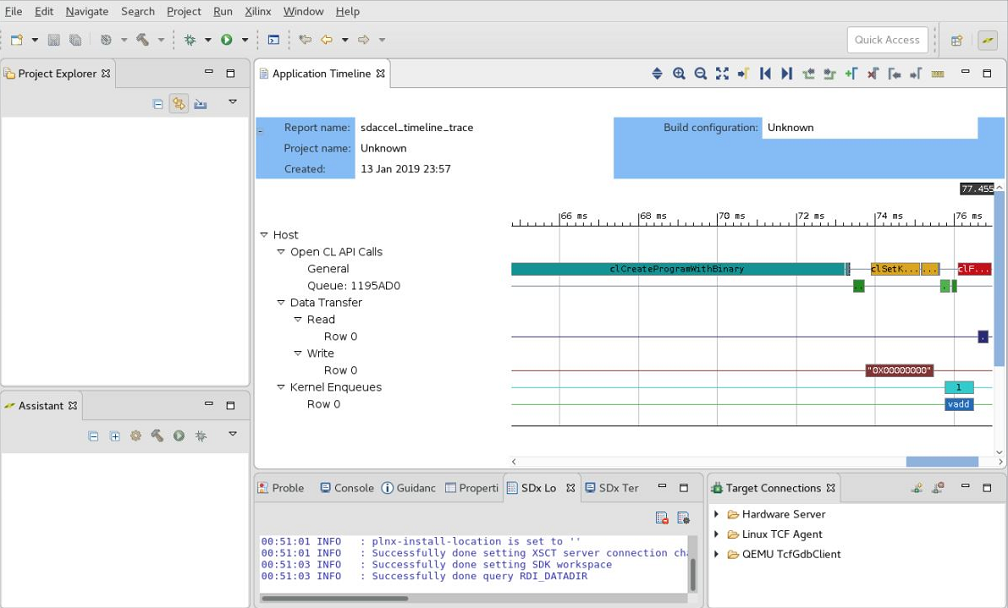 File Edit Navigate Search Project Run Xilinx Window Help
Quick Access
Project Explorer
Application Timeline
Report name: sdaccel_timeline_trace
Build configuration: Unknown
Project name: Unknown
Created: 13 Jan 2019 23:57
77.455
66 ms 68 ms 70 ms 72 ms 74 ms 76 ms
Host
Open CL API Calls
General
clCreateProgramWithBinary clSetK... ... clF...
Queue: 1195AD0
Data Transfer
Read
Row 0
Write
Row 0 "0X00000000"
Kernel Enqueues 1
Row 0 vadd
Assistant
Proble Console Guidanc Properti SDx Lo SDx Ter
Target Connections
00:51:01 INFO : plnx-install-location is set to ''
00:51:01 INFO : Successfully done setting XSCT server connection cha
00:51:03 INFO : Successfully done setting SDK workspace
00:51:03 INFO : Successfully done query RDI_DATADIR
Hardware Server
Linux TCF Agent
QEMU TcfGdbClient